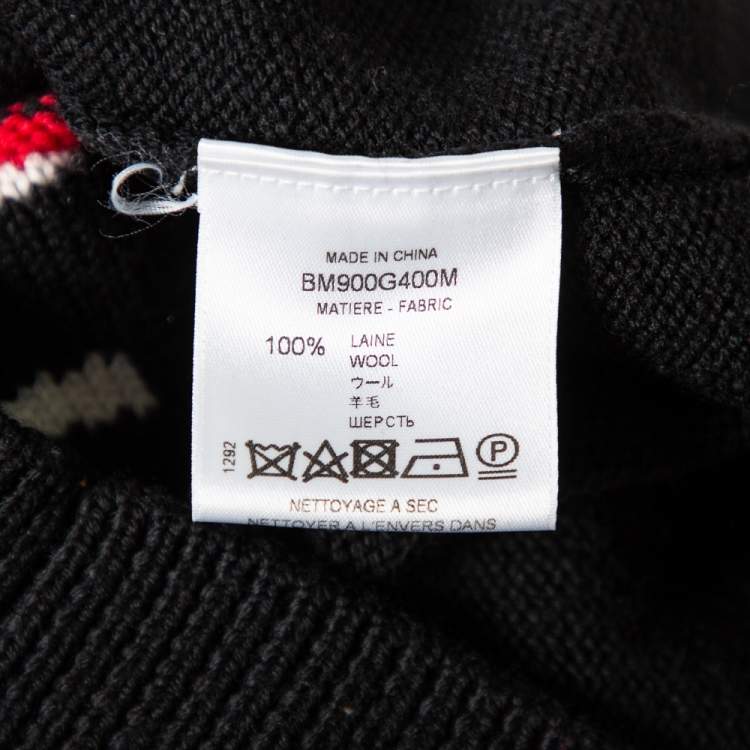 MADE IN CHINA
BM900G400M
MATIERE - FABRIC
100% LAINE
WOOL
ウール
羊毛
ШЕРСТЬ
1292
P
NETTOYAGE A SEC
NETTOYER A L'ENVERS DANS